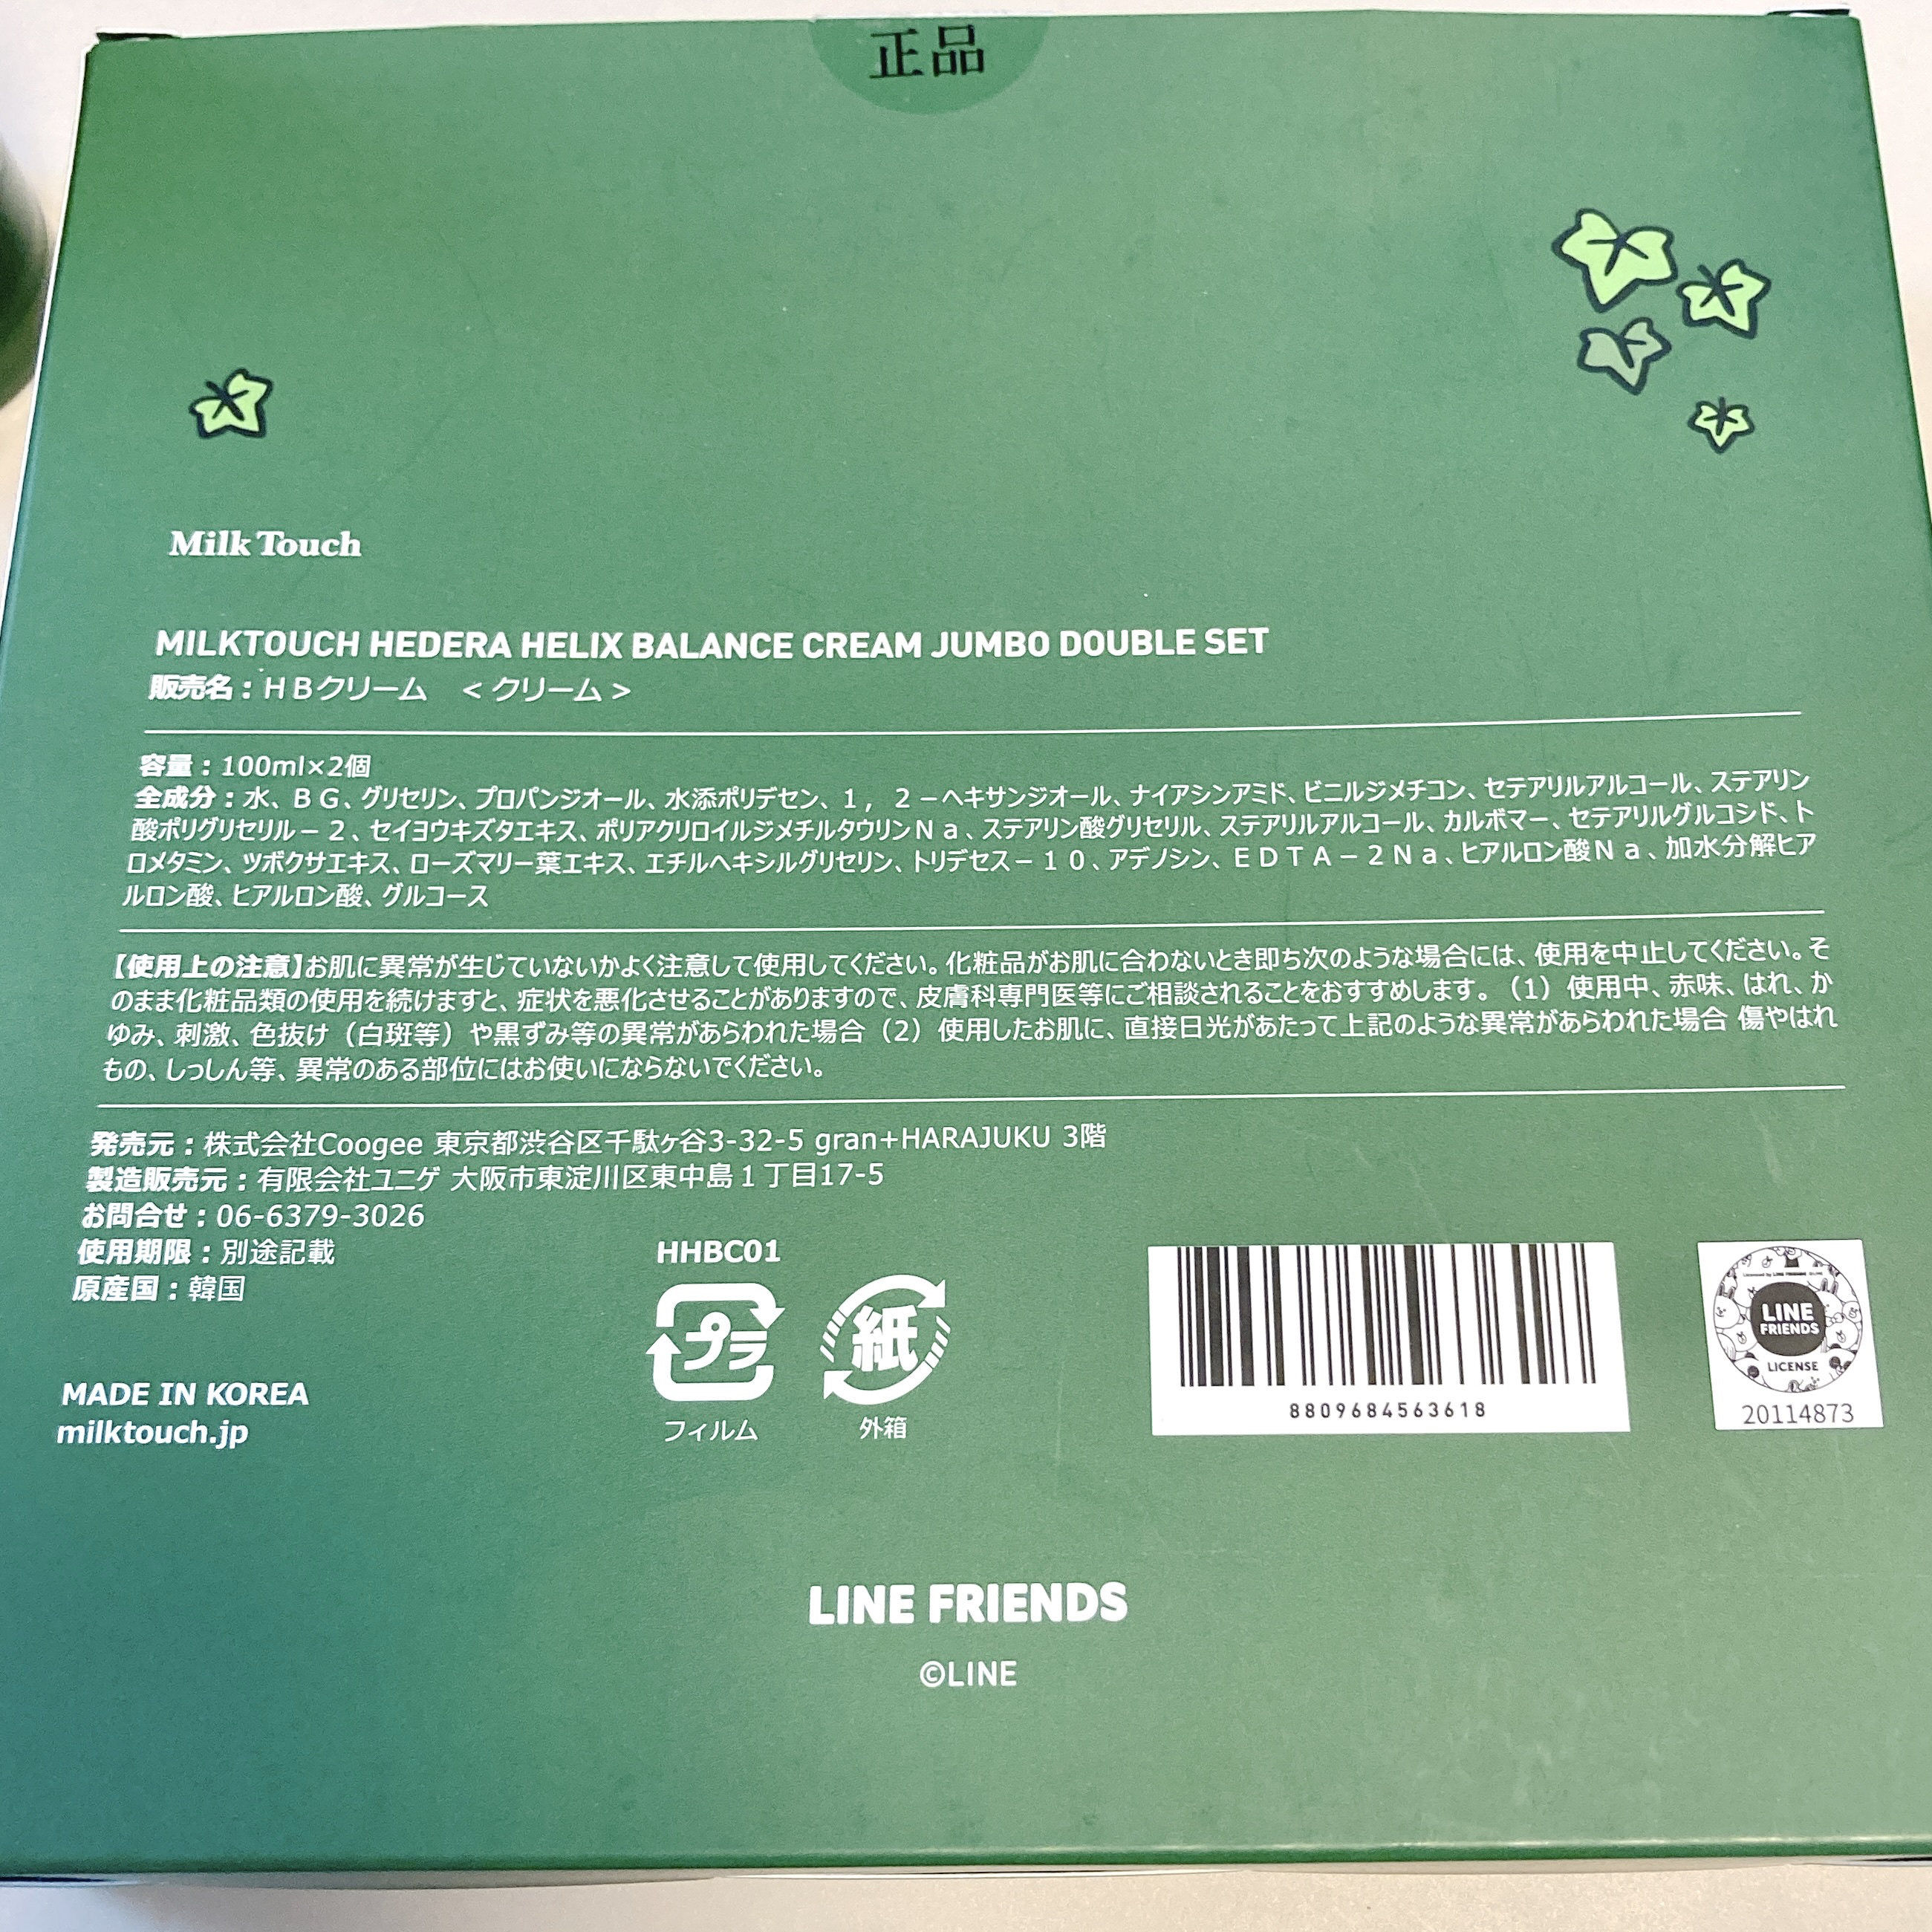 正品
Milk Touch
MILKTOUCH HEDERA HELIX BALANCE CREAM JUMBO DOUBLE SET
販売名：ＨＢクリーム　＜クリーム＞
容量：100ml×2個
全成分：水、ＢＧ、グリセリン、プロパンジオール、水添ポリデセン、１，２－ヘキサンジオール、ナイアシンアミド、ビニルジメチコン、セテアリルアルコール、ステアリン
酸ポリグリセリル－２、セイヨウキズタエキス、ポリアクリロイルジメチルタウリンＮａ、ステアリン酸グリセリル、ステアリルアルコール、カルボマー、セテアリルグルコシド、ト
ロメタミン、ツボクサエキス、ローズマリー葉エキス、エチルヘキシルグリセリン、トリデセス－１０、アデノシン、ＥＤＴＡ－２Ｎａ、ヒアルロン酸Ｎａ、加水分解ヒア
ルロン酸、ヒアルロン酸、グルコース
【使用上の注意】お肌に異常が生じていないかよく注意して使用してください。化粧品がお肌に合わないとき即ち次のような場合には、使用を中止してください。そ
のまま化粧品類の使用を続けますと、症状を悪化させることがありますので、皮膚科専門医等にご相談されることをおすすめします。（1）使用中、赤味、はれ、か
ゆみ、刺激、色抜け（白斑等）や黒ずみ等の異常があらわれた場合（2）使用したお肌に、直接日光があたって上記のような異常があらわれた場合 傷やはれ
もの、しっしん等、異常のある部位にはお使いにならないでください。
発売元：株式会社Coogee 東京都渋谷区千駄ヶ谷3-32-5 gran+HARAJUKU 3階
製造販売元：有限会社ユニゲ 大阪市東淀川区東中島１丁目17-5
お問合せ：06-6379-3026
使用期限：別途記載
原産国：韓国
MADE IN KOREA
milktouch.jp
HHBC01
プラ
フィルム
紙
外箱
8809684563618
LINE
FRIENDS
LICENSE
20114873
LINE FRIENDS
©LINE